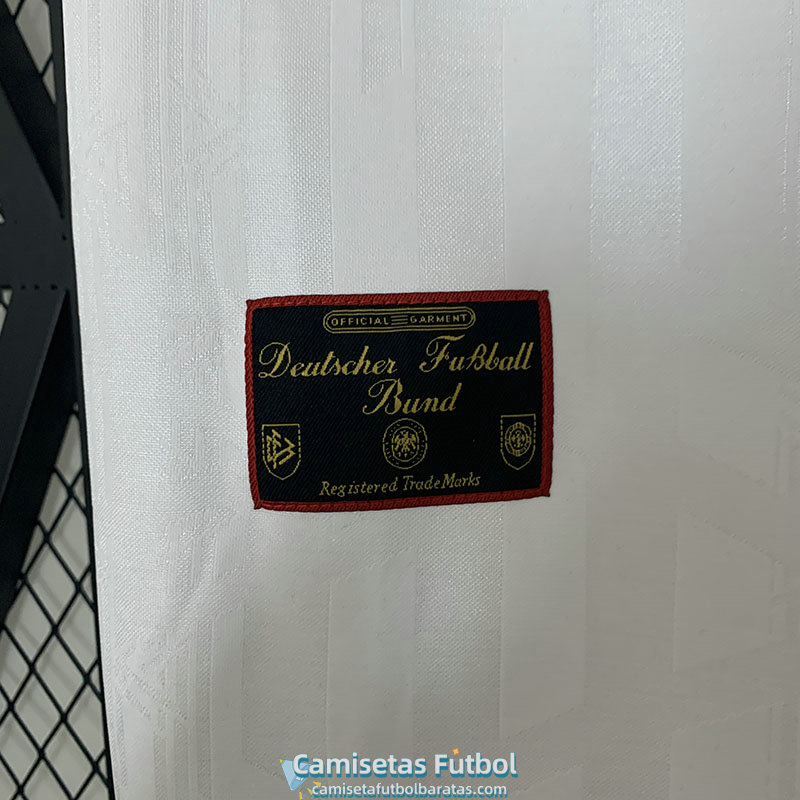 OFFICIAL GARMENT
Deutscher Fußball
Bund
Registered TradeMarks
Camisetas Futbol
camisetafutbolbaratas.com